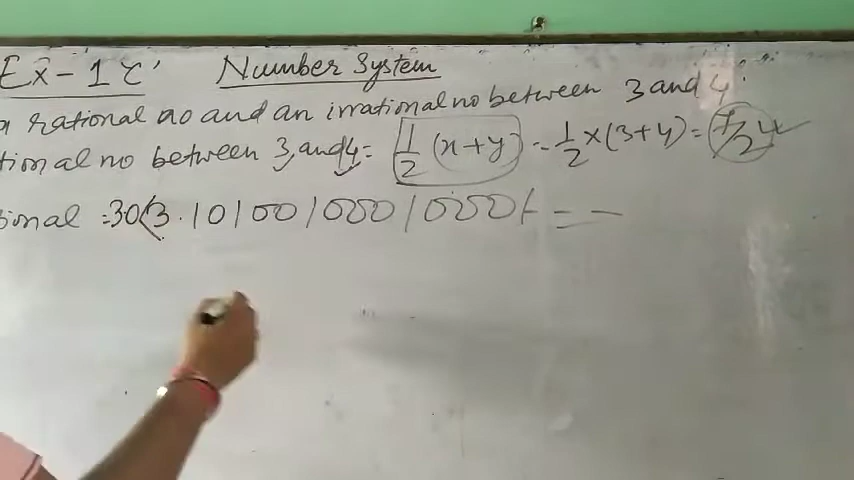 Ex-1C' Number System
a rational no and an irrational no between 3 and 4'
tional no between 3 and 4 = 1/2 (x+y) - 1/2 × (3+4) = 7/2
ional = 3.101001000100001 = -